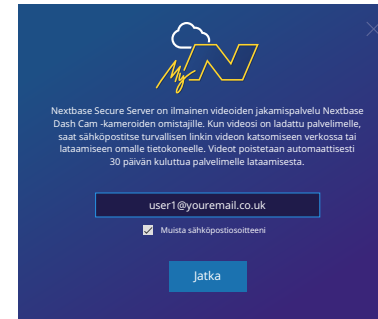 My N
Nextbase Secure Server on ilmainen videoiden jakamispalvelu Nextbase
Dash Cam -kameroiden omistajille. Kun videosi on ladattu palvelimelle,
saat sähköpostitse turvallisen linkin videon katsomiseen verkossa tai
lataamiseen omalle tietokoneelle. Videot poistetaan automaattisesti
30 päivän kuluttua palvelimelle lataamisesta.
user1@youremail.co.uk
Muista sähköpostiosoitteeni
Jatka